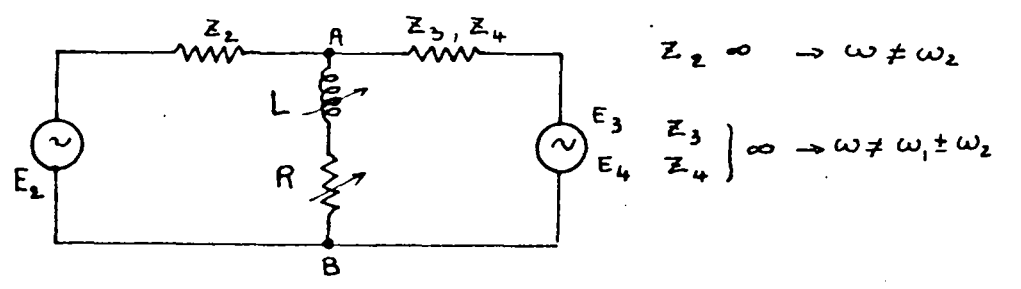 Z₂ A Z₃, Z₄
L
R
B
E₂
E₃
E₄
Z₂ ∞ → ω ≠ ω₂
Z₃
Z₄ } ∞ → ω ≠ ω₁ ± ω₂